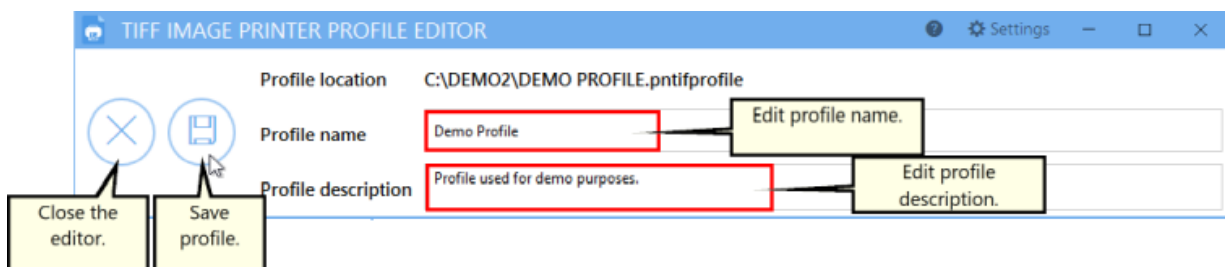 TIFF IMAGE PRINTER PROFILE EDITOR
Settings
Profile location C:\DEMO2\DEMO PROFILE.pntifprofile
Profile name Demo Profile
Edit profile name.
Profile description Profile used for demo purposes.
Edit profile
description.
Close the
editor.
Save
profile.